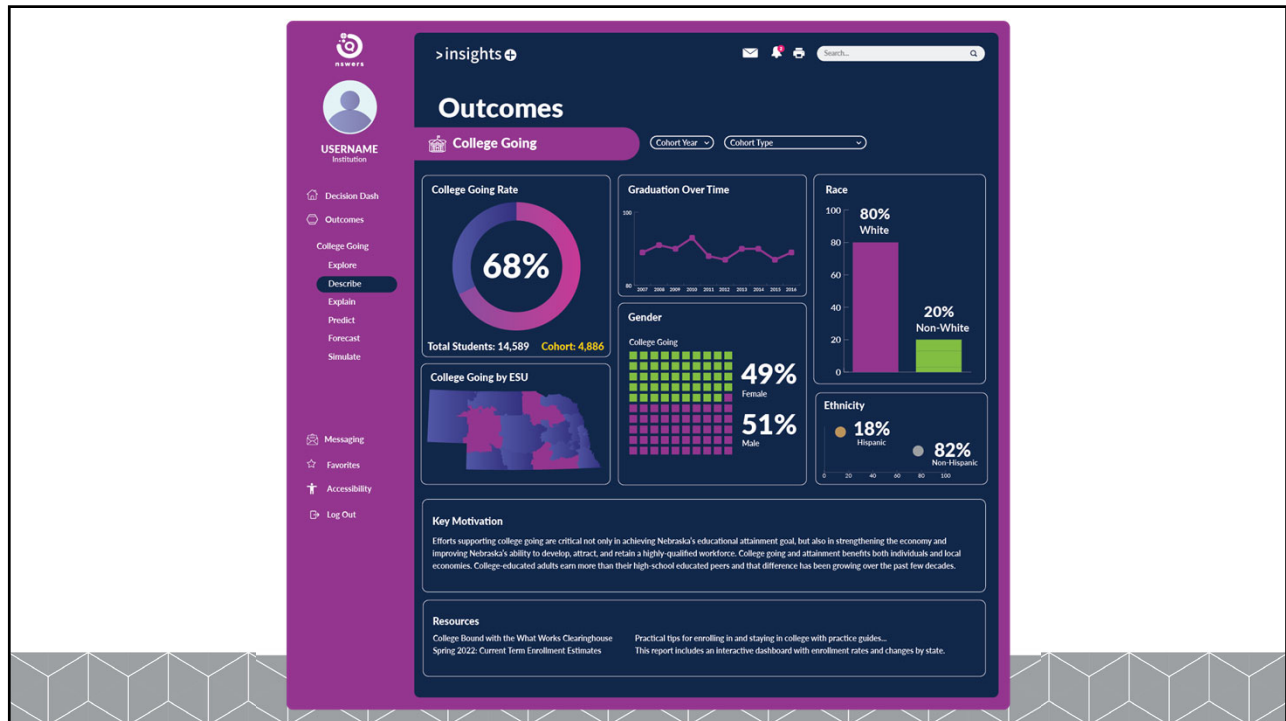 nswers
USERNAME
Institution
Decision Dash
Outcomes
College Going
Explore
Describe
Explain
Predict
Forecast
Simulate
Messaging
Favorites
Accessibility
Log Out
>insights
Search...
Outcomes
College Going
Cohort Year
Cohort Type
College Going Rate
68%
Total Students: 14,589 Cohort: 4,886
College Going by ESU
Graduation Over Time
100
80
2007 2008 2009 2010 2011 2012 2013 2014 2015 2016
Gender
College Going
49%
Female
51%
Male
Race
100
80
60
40
20
0
80%
White
20%
Non-White
Ethnicity
18%
Hispanic
82%
Non-Hispanic
0 20 40 60 80 100
Key Motivation
Efforts supporting college going are critical not only in achieving Nebraska's educational attainment goal, but also in strengthening the economy and
improving Nebraska's ability to develop, attract, and retain a highly-qualified workforce. College going and attainment benefits both individuals and local
economies. College-educated adults earn more than their high-school educated peers and that difference has been growing over the past few decades.
Resources
College Bound with the What Works Clearinghouse Practical tips for enrolling in and staying in college with practice guides...
Spring 2022: Current Term Enrollment Estimates This report includes an interactive dashboard with enrollment rates and changes by state.